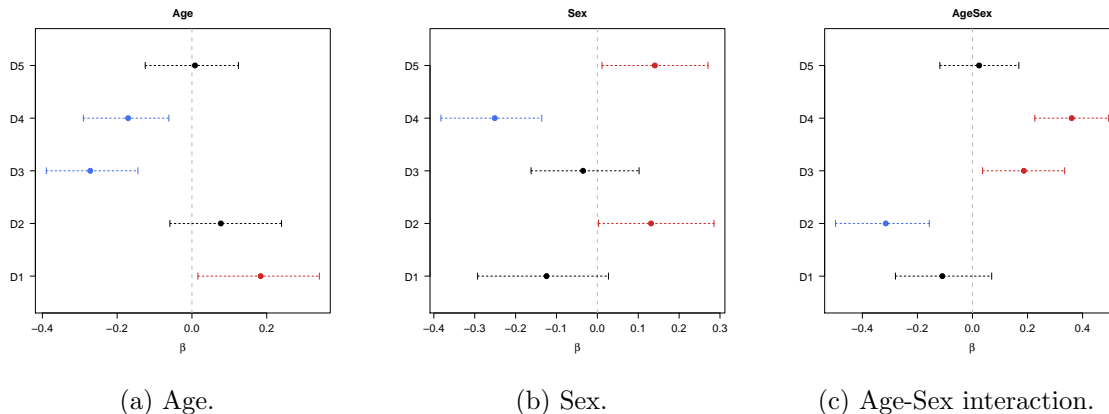 Age
D5
D4
D3
D2
D1
−0.4 −0.2 0.0 0.2
β
(a) Age.
Sex
D5
D4
D3
D2
D1
−0.4 −0.3 −0.2 −0.1 0.0 0.1 0.2 0.3
β
(b) Sex.
AgeSex
D5
D4
D3
D2
D1
−0.4 −0.2 0.0 0.2 0.4
β
(c) Age-Sex interaction.